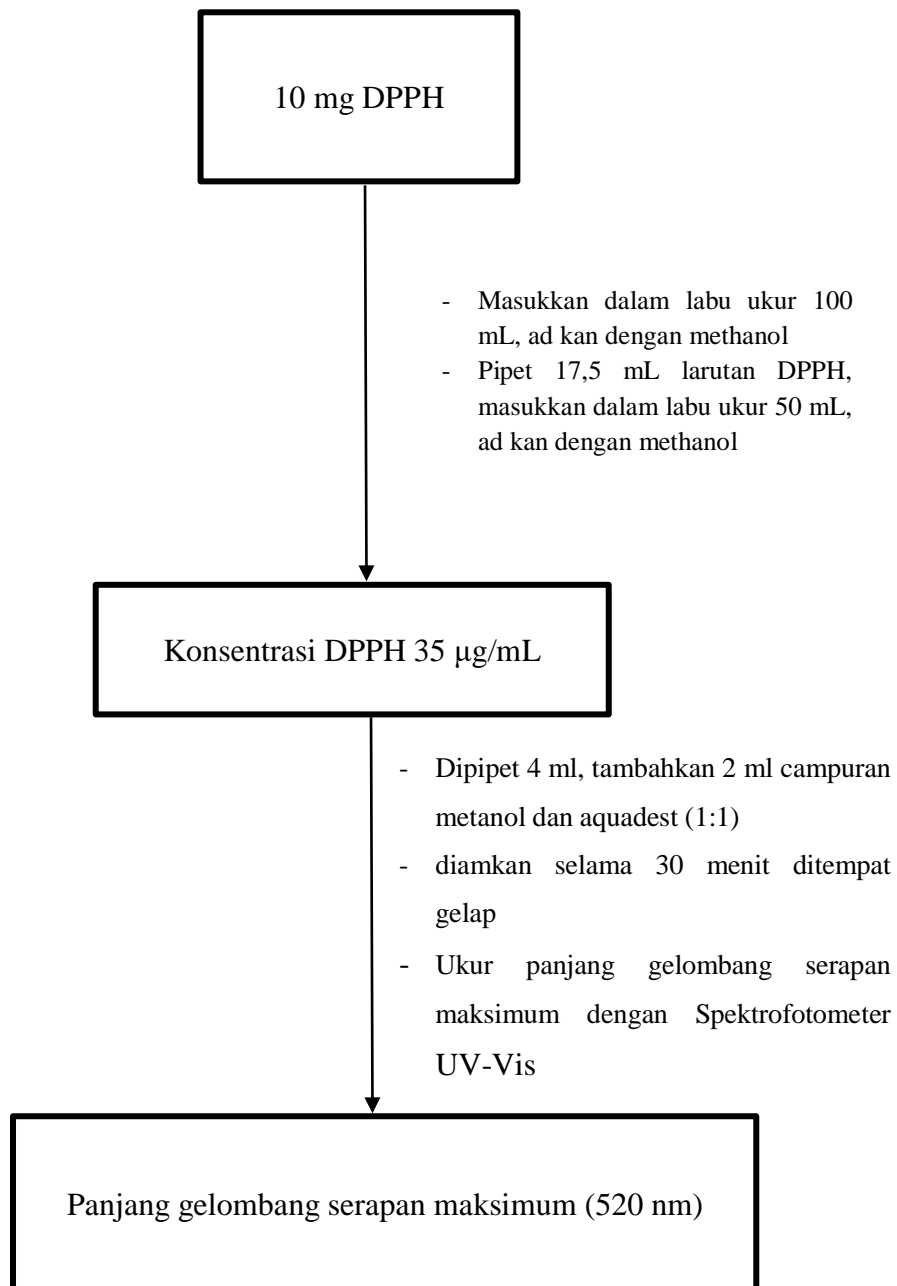 10 mg DPPH
- Masukkan dalam labu ukur 100
mL, ad kan dengan methanol
- Pipet 17,5 mL larutan DPPH,
masukkan dalam labu ukur 50 mL,
ad kan dengan methanol
Konsentrasi DPPH 35 µg/mL
- Dipipet 4 ml, tambahkan 2 ml campuran
metanol dan aquadest (1:1)
- diamkan selama 30 menit ditempat
gelap
- Ukur panjang gelombang serapan
maksimum dengan Spektrofotometer
UV-Vis
Panjang gelombang serapan maksimum (520 nm)